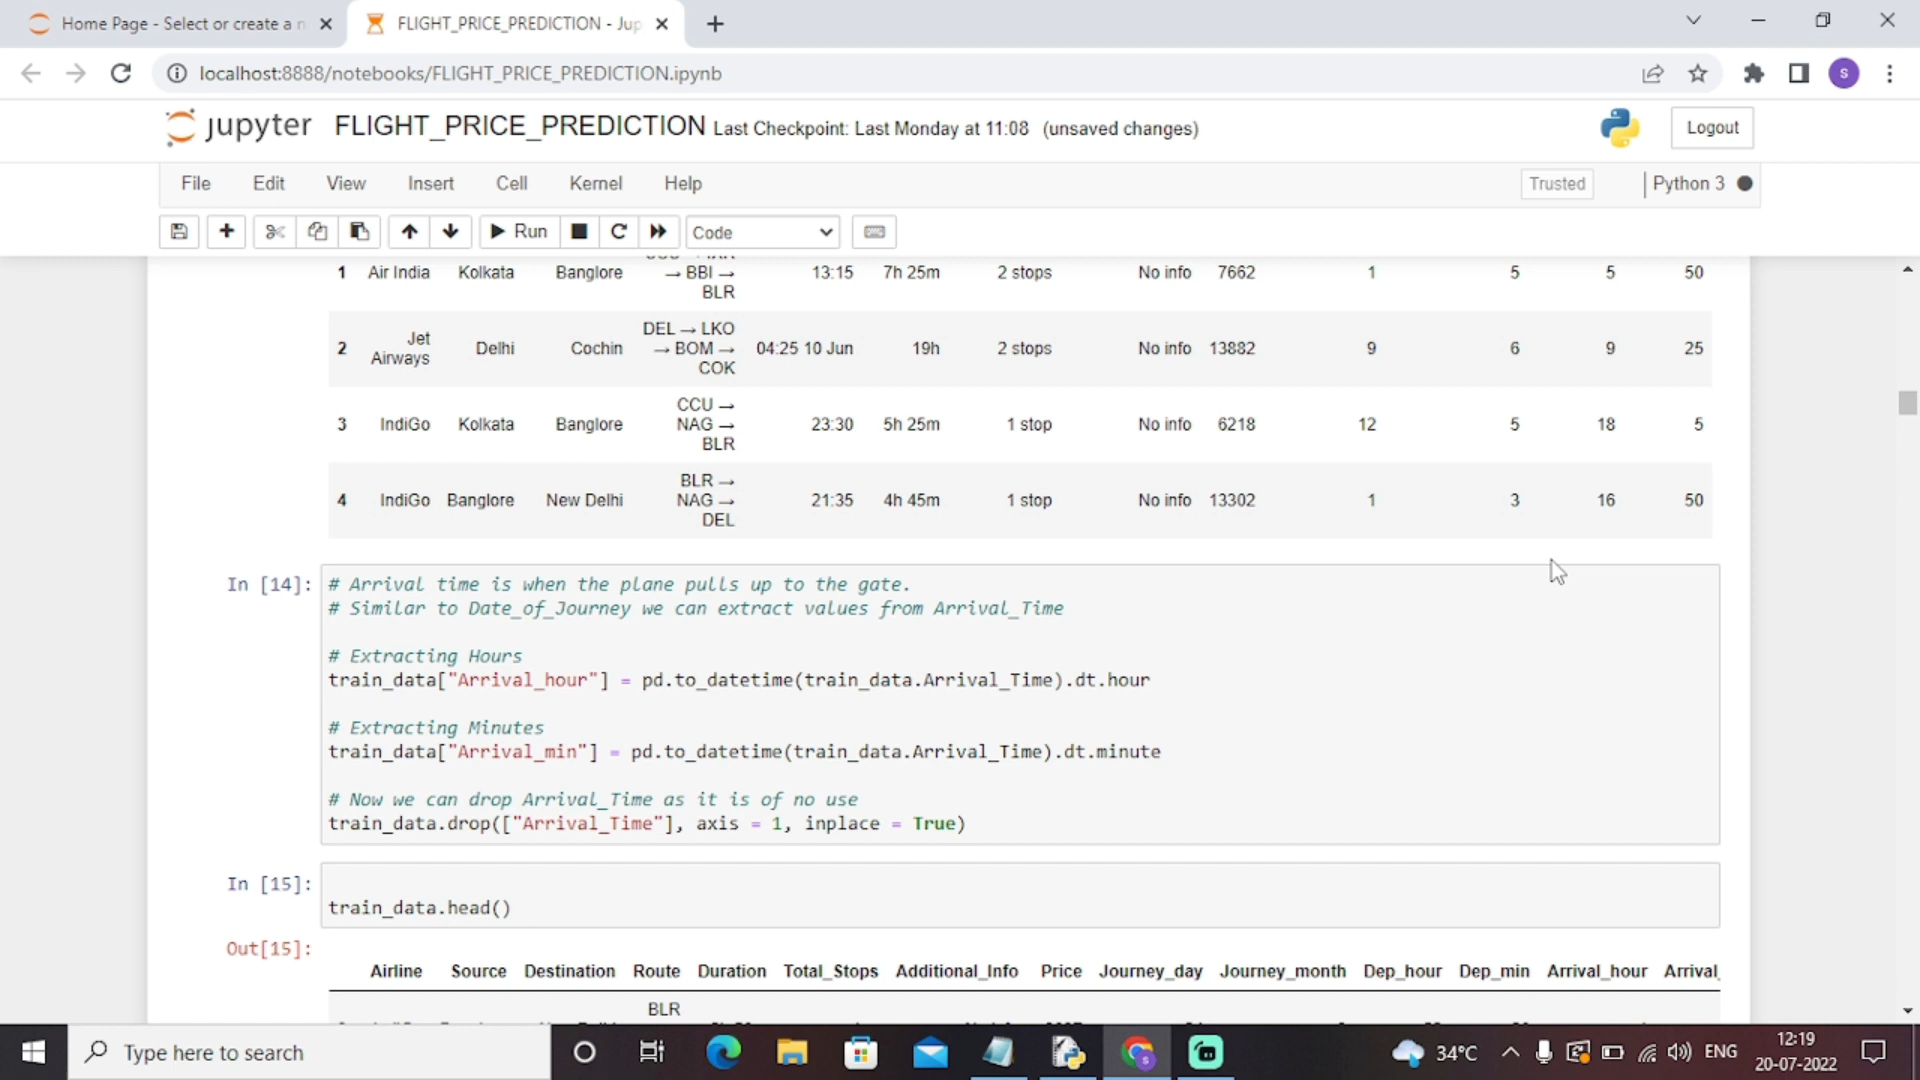 Home Page - Select or create a n
FLIGHT_PRICE_PREDICTION - Jup
localhost:8888/notebooks/FLIGHT_PRICE_PREDICTION.ipynb
S
jupyter FLIGHT_PRICE_PREDICTION Last Checkpoint: Last Monday at 11:08 (unsaved changes)
Logout
File Edit View Insert Cell Kernel Help
Trusted
Python 3
Run
Code
1 Air India Kolkata Banglore → BBI → BLR 13:15 7h 25m 2 stops No info 7662 1 5 5 50
2 Jet Airways Delhi Cochin DEL → LKO → BOM → COK 04:25 10 Jun 19h 2 stops No info 13882 9 6 9 25
3 IndiGo Kolkata Banglore CCU → NAG → BLR 23:30 5h 25m 1 stop No info 6218 12 5 18 5
4 IndiGo Banglore New Delhi BLR → NAG → DEL 21:35 4h 45m 1 stop No info 13302 1 3 16 50
In [14]:
# Arrival time is when the plane pulls up to the gate.
# Similar to Date_of_Journey we can extract values from Arrival_Time
# Extracting Hours
train_data["Arrival_hour"] = pd.to_datetime(train_data.Arrival_Time).dt.hour
# Extracting Minutes
train_data["Arrival_min"] = pd.to_datetime(train_data.Arrival_Time).dt.minute
# Now we can drop Arrival_Time as it is of no use
train_data.drop(["Arrival_Time"], axis = 1, inplace = True)
In [15]:
train_data.head()
Out[15]:
Airline Source Destination Route Duration Total_Stops Additional_Info Price Journey_day Journey_month Dep_hour Dep_min Arrival_hour Arrival_
BLR
Type here to search
34°C
ENG
12:19
20-07-2022